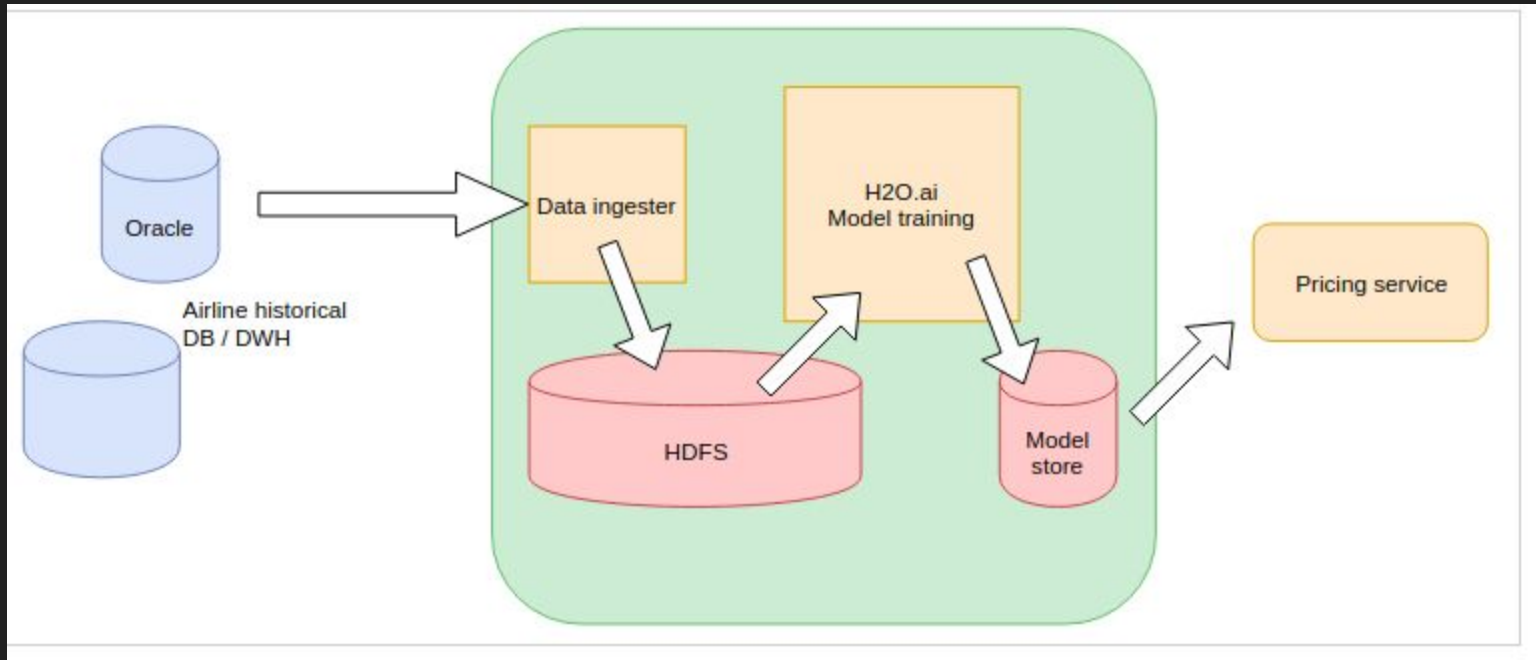 Oracle
Airline historical
DB / DWH
Data ingester
HDFS
H2O.ai
Model training
Model
store
Pricing service